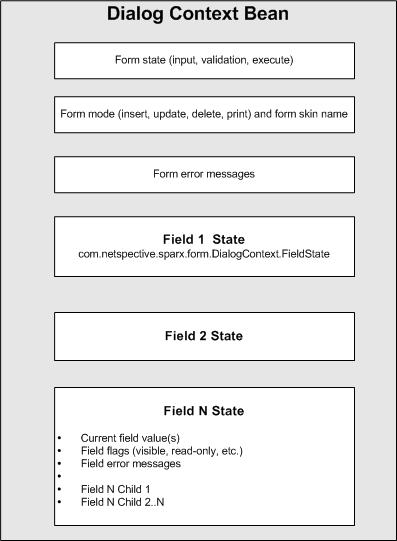 Dialog Context Bean
Form state (input, validation, execute)
Form mode (insert, update, delete, print) and form skin name
Form error messages
Field 1  State
com.netspective.sparx.form.DialogContext.FieldState
Field 2 State
Field N State
• Current field value(s)
• Field flags (visible, read-only, etc.)
• Field error messages
•
• Field N Child 1
• Field N Child 2..N